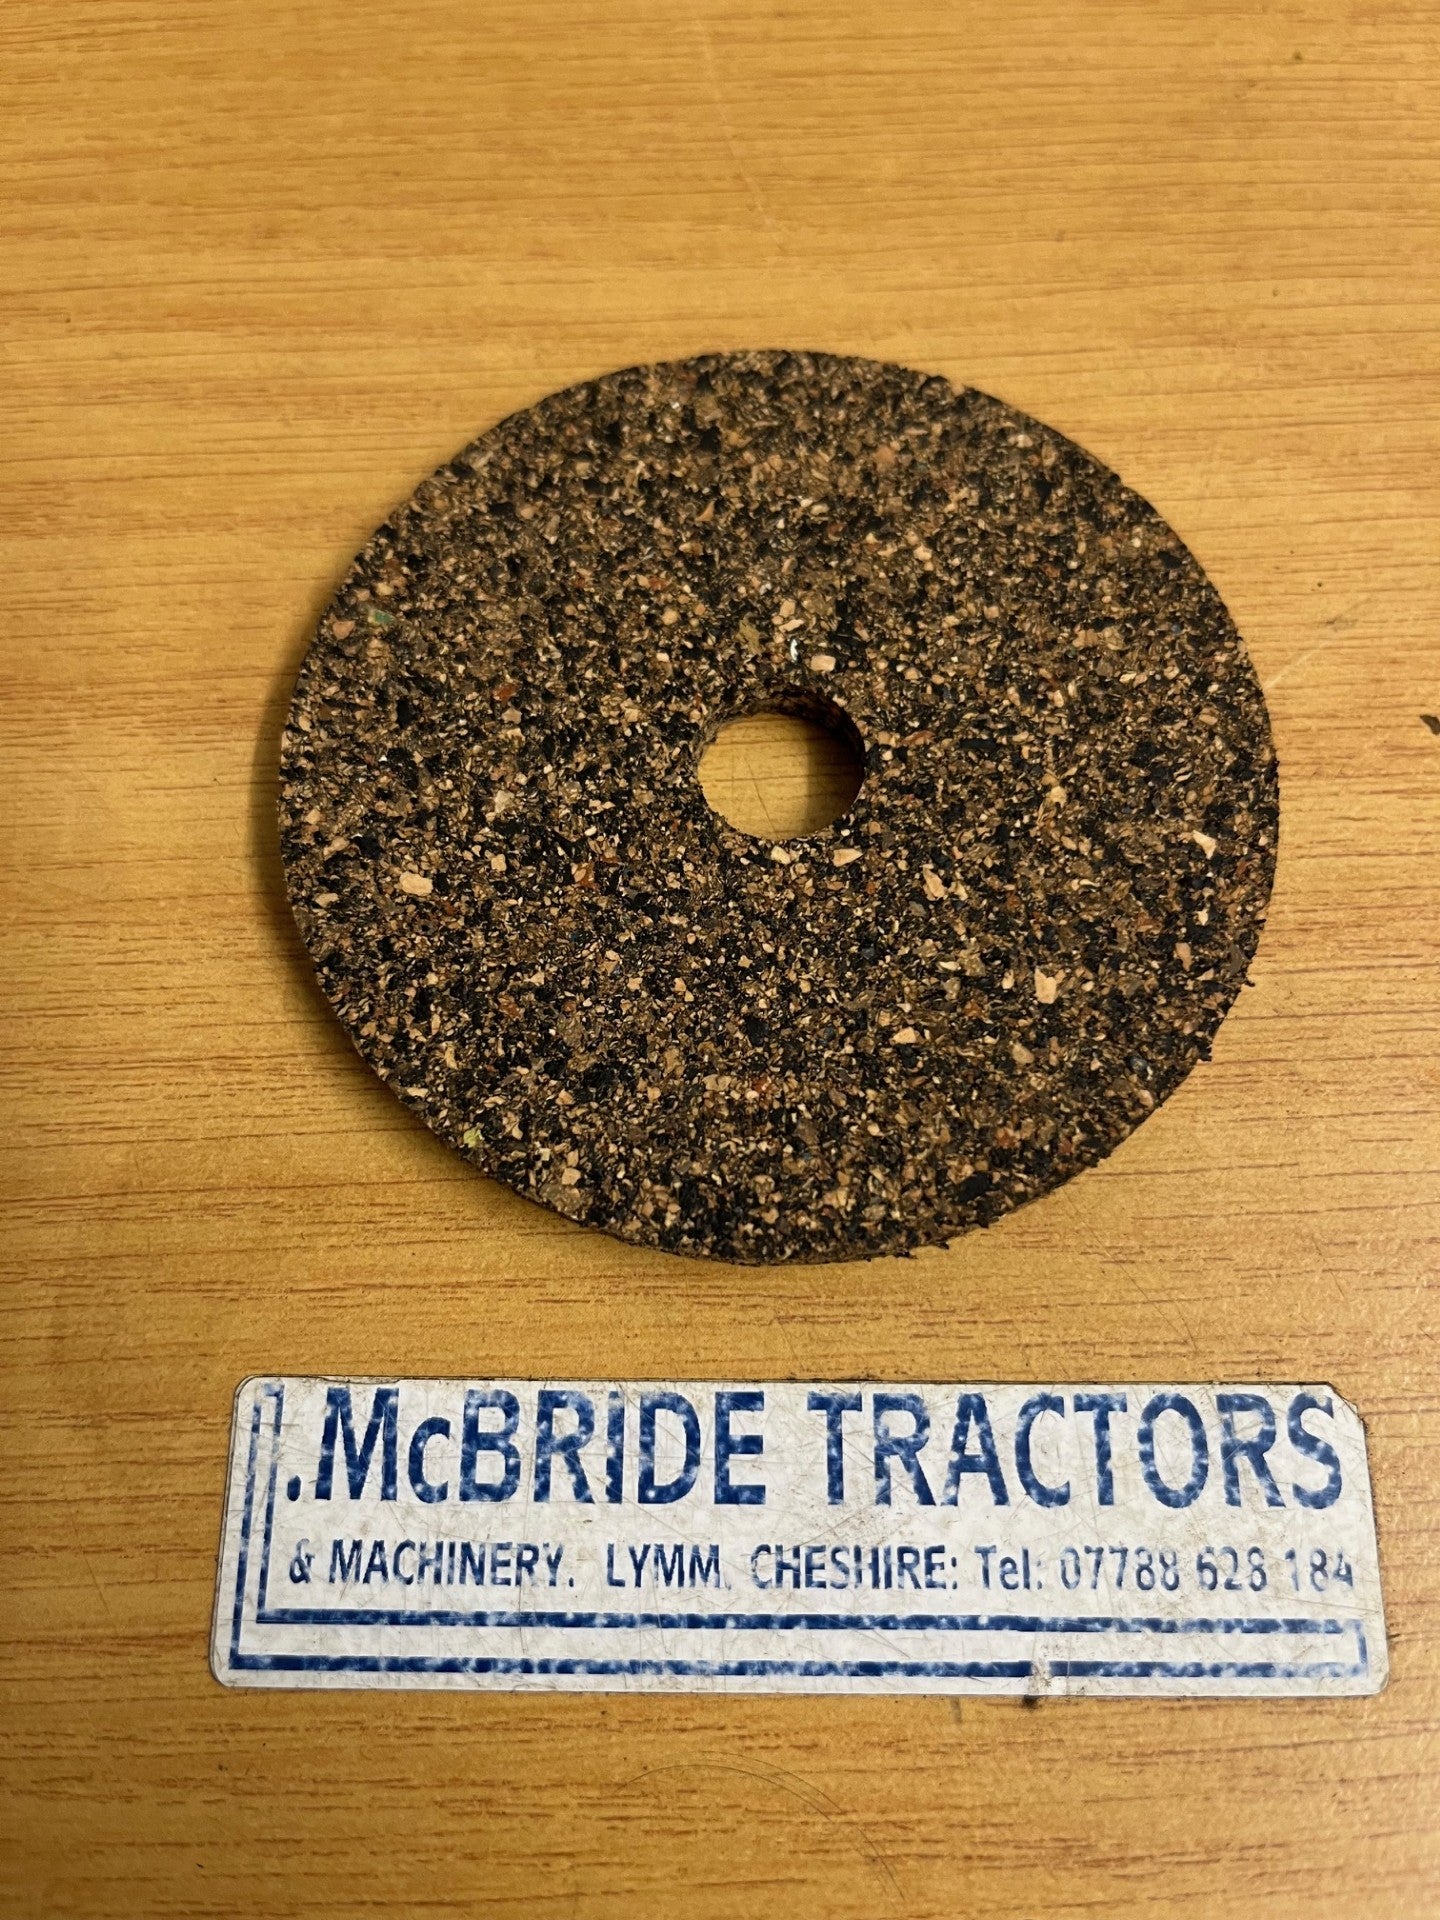 .McBRIDE TRACTORS
& MACHINERY. LYMM. CHESHIRE: Tel: 07788 628 184